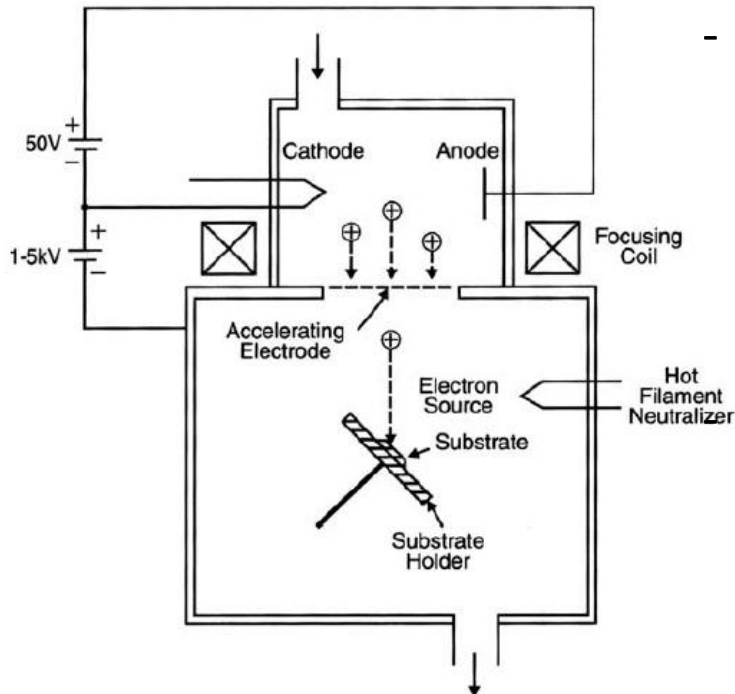 +
50V
-
+
1-5kV
-
Cathode
Anode
Focusing
Coil
Accelerating
Electrode
Electron
Source
Hot
Filament
Neutralizer
Substrate
Substrate
Holder